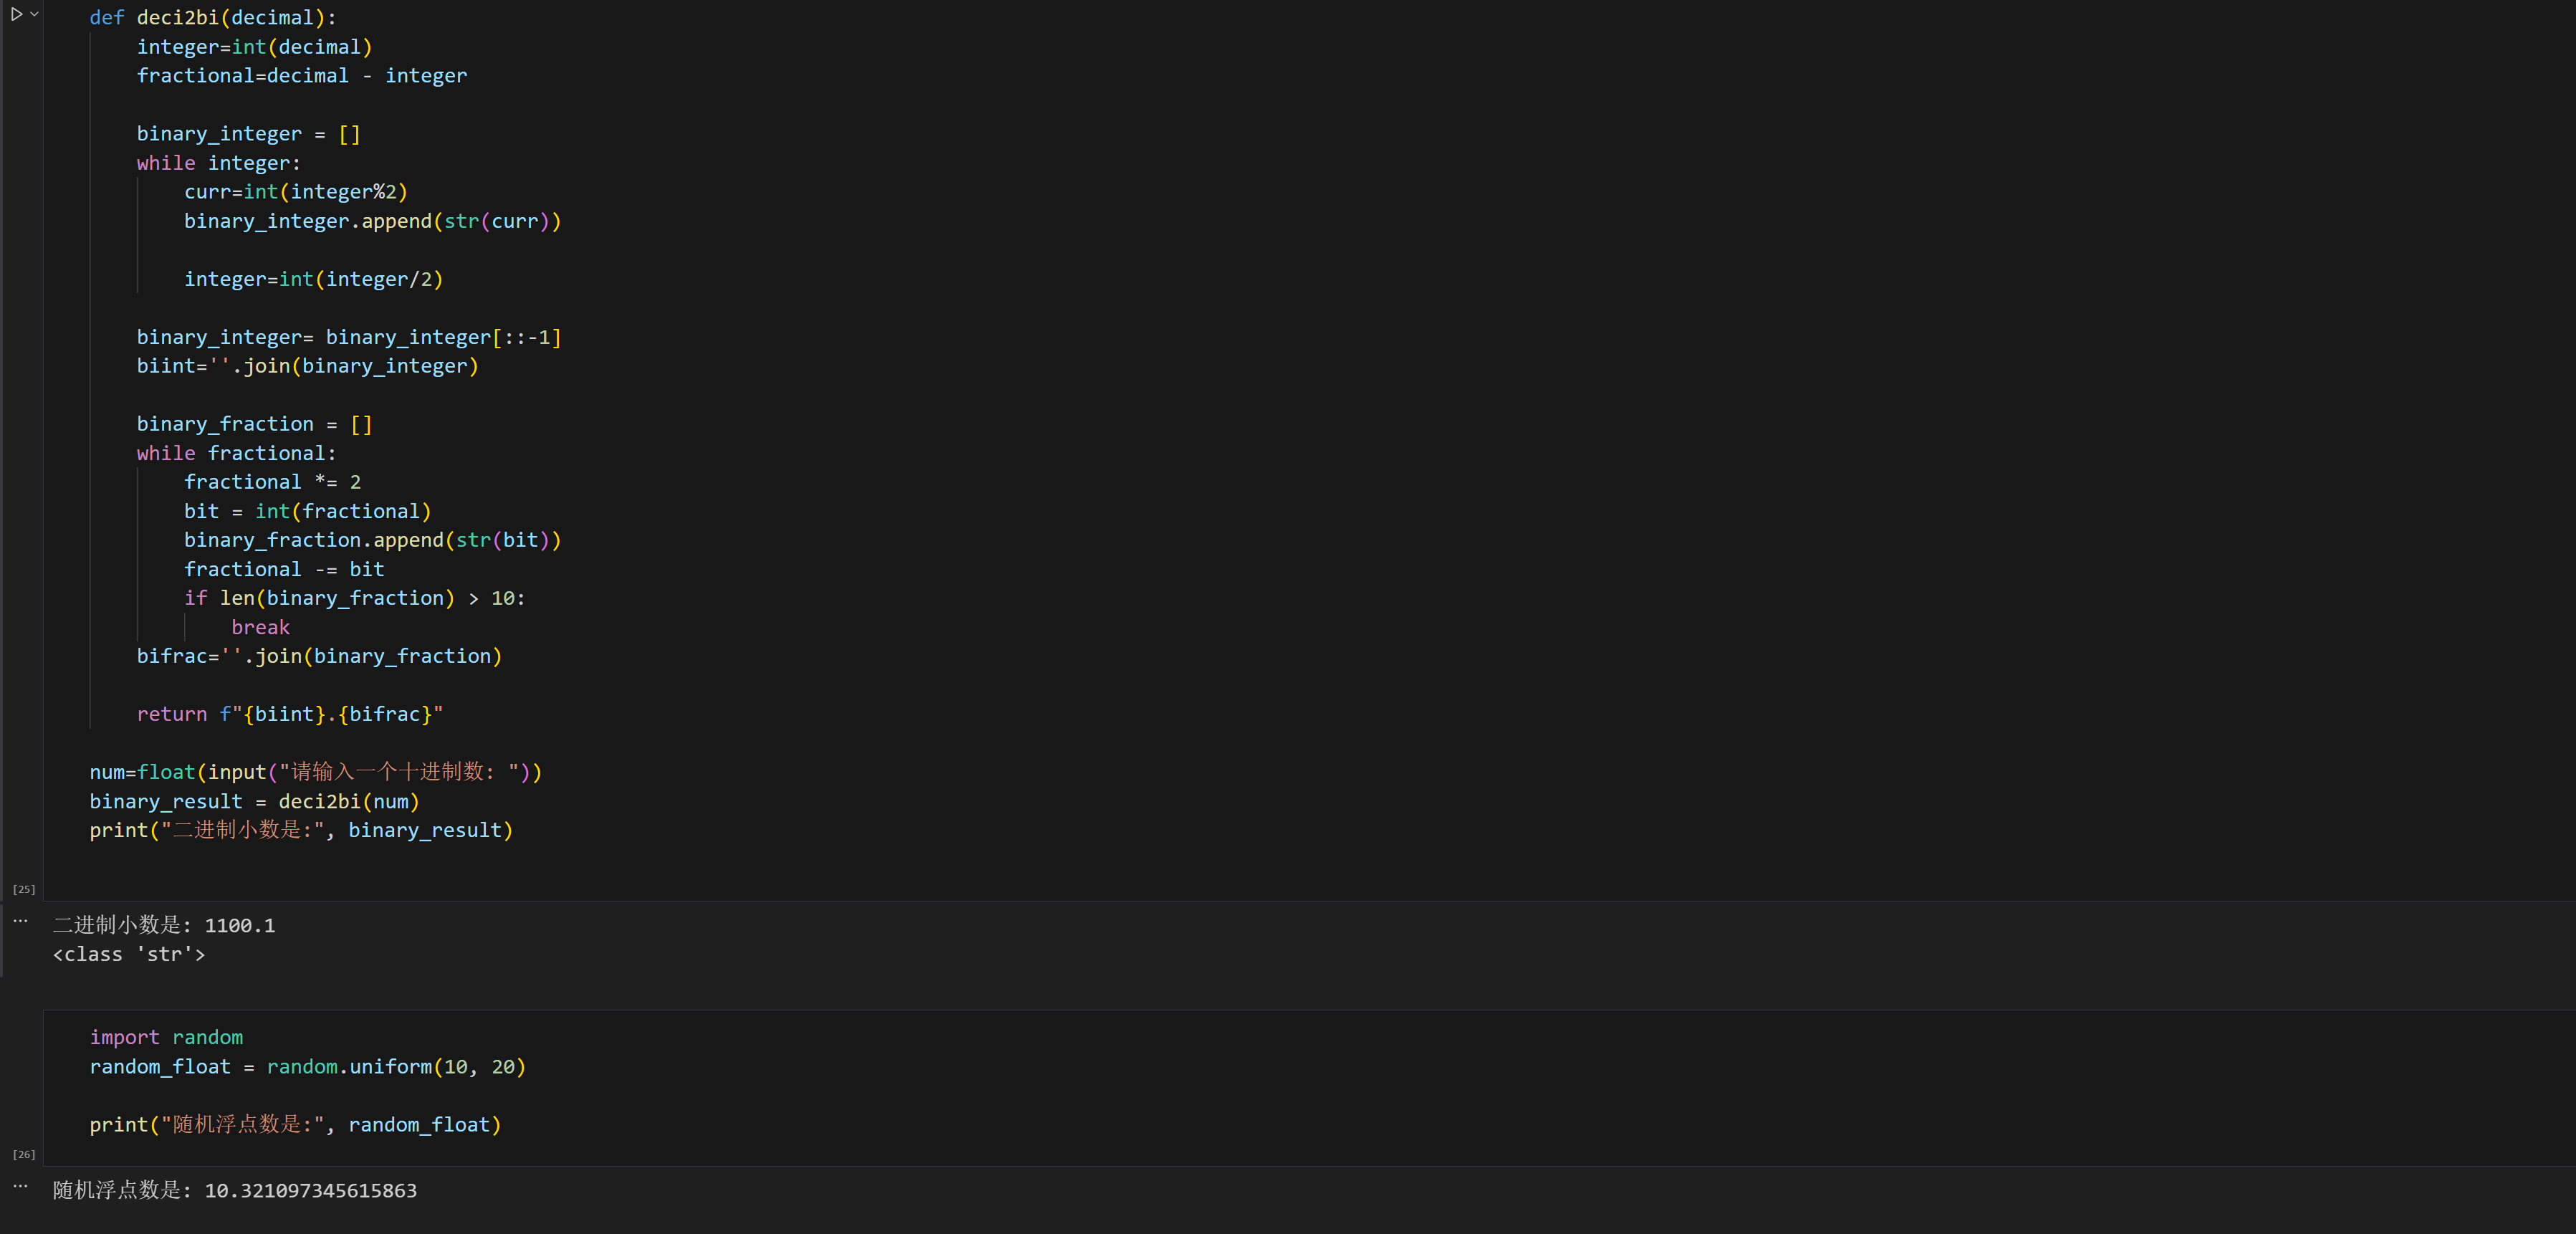 def deci2bi(decimal):
    integer=int(decimal)
    fractional=decimal - integer

    binary_integer = []
    while integer:
        curr=int(integer%2)
        binary_integer.append(str(curr))

        integer=int(integer/2)

    binary_integer= binary_integer[::-1]
    biint=''.join(binary_integer)

    binary_fraction = []
    while fractional:
        fractional *= 2
        bit = int(fractional)
        binary_fraction.append(str(bit))
        fractional -= bit
        if len(binary_fraction) > 10:
            break
    bifrac=''.join(binary_fraction)

    return f"{biint}.{bifrac}"

num=float(input("请输入一个十进制数: "))
binary_result = deci2bi(num)
print("二进制小数是:", binary_result)
[25]
... 二进制小数是: 1100.1
<class 'str'>
import random
random_float = random.uniform(10, 20)

print("随机浮点数是:", random_float)
[26]
... 随机浮点数是: 10.321097345615863